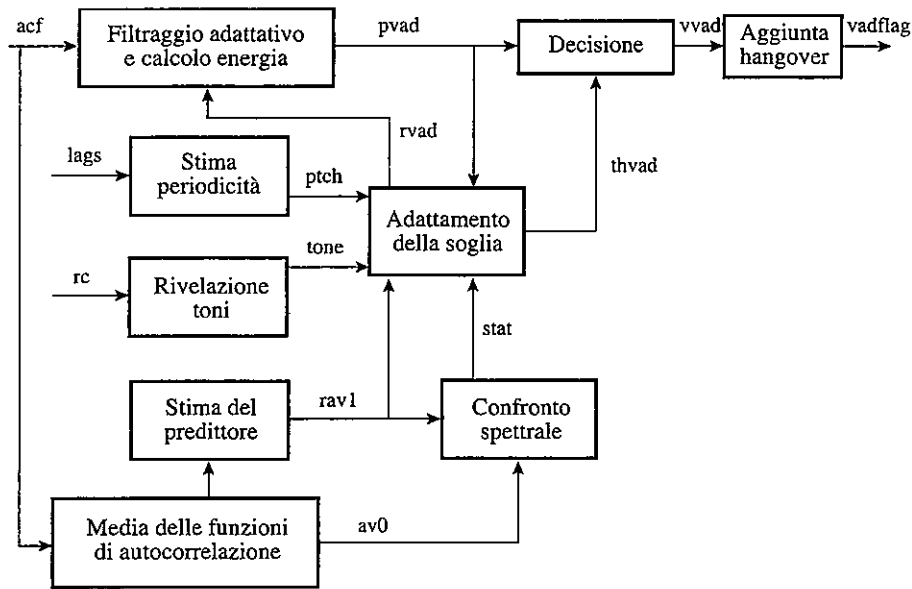 acf
Filtraggio adattativo
e calcolo energia
pvad
Decisione
vvad
Aggiunta
hangover
vadflag
rvad
thvad
lags
Stima
periodicità
ptch
Adattamento
della soglia
rc
Rivelazione
toni
tone
stat
Stima del
predittore
rav1
Confronto
spettrale
Media delle funzioni
di autocorrelazione
av0